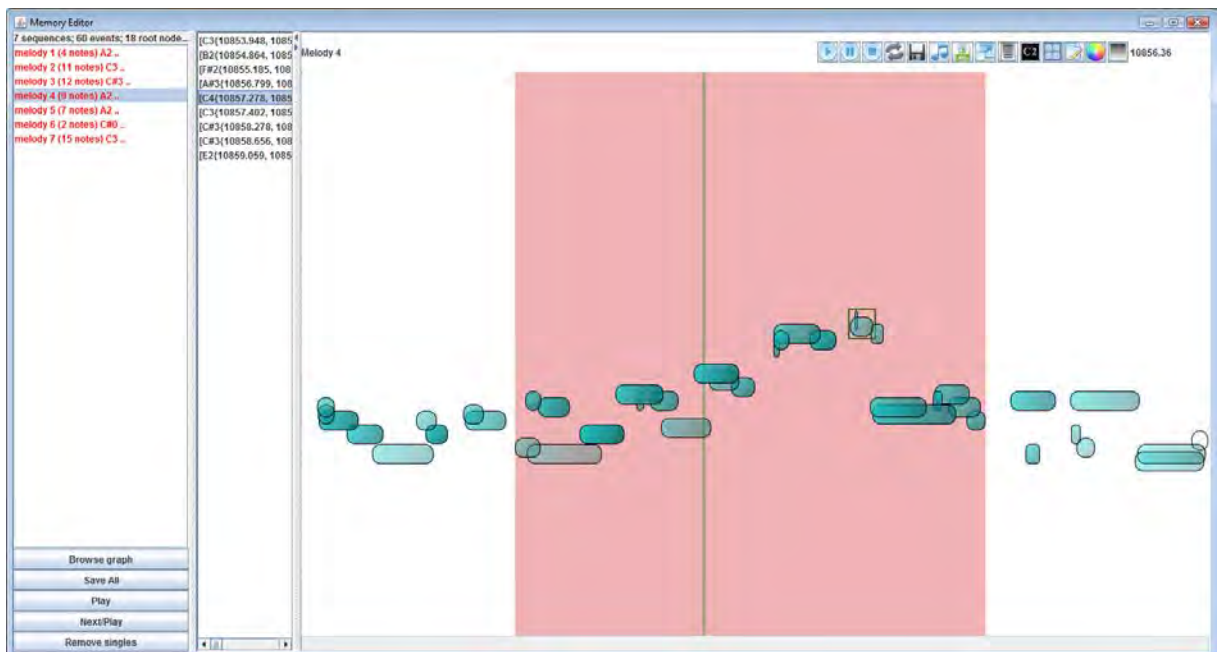 Memory Editor
7 sequences; 60 events; 18 root node...
melody 1 (4 notes) A2 ..
melody 2 (11 notes) C3 ..
melody 3 (12 notes) C#3 ..
melody 4 (9 notes) A2 ..
melody 5 (7 notes) A2 ..
melody 6 (2 notes) C#0 ..
melody 7 (15 notes) C3 ..
Browse graph
Save All
Play
Next/Play
Remove singles
[C3(10853.948, 1085
[B2(10854.864, 1085
[F#2(10855.185, 108
[A#3(10856.799, 108
[C4(10857.278, 1085
[C3(10857.402, 1085
[C#3(10858.278, 108
[C#3(10858.656, 108
[E2(10859.059, 1085
Melody 4
C2
10856.36